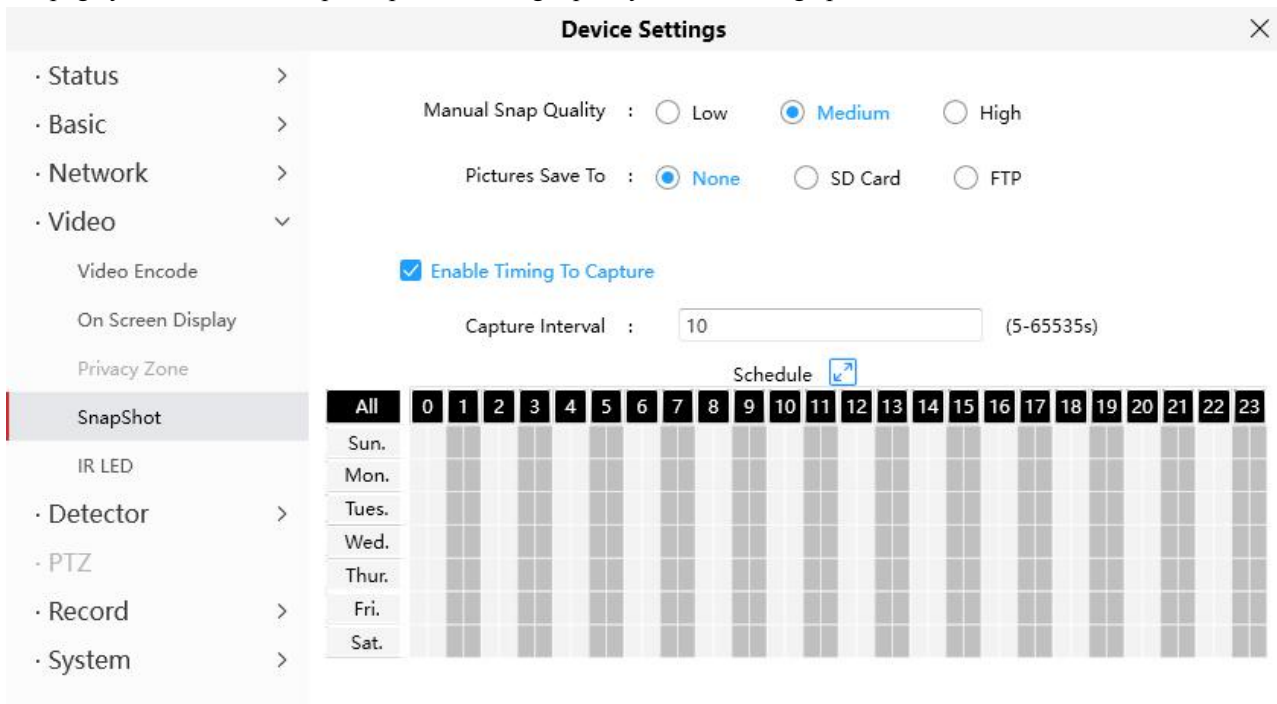 Device Settings
· Status
· Basic
· Network
· Video
Video Encode
On Screen Display
Privacy Zone
SnapShot
IR LED
· Detector
· PTZ
· Record
· System
Manual Snap Quality : Low Medium High
Pictures Save To : None SD Card FTP
Enable Timing To Capture
Capture Interval : 10 (5-65535s)
Schedule
All 0 1 2 3 4 5 6 7 8 9 10 11 12 13 14 15 16 17 18 19 20 21 22 23
Sun.
Mon.
Tues.
Wed.
Thur.
Fri.
Sat.